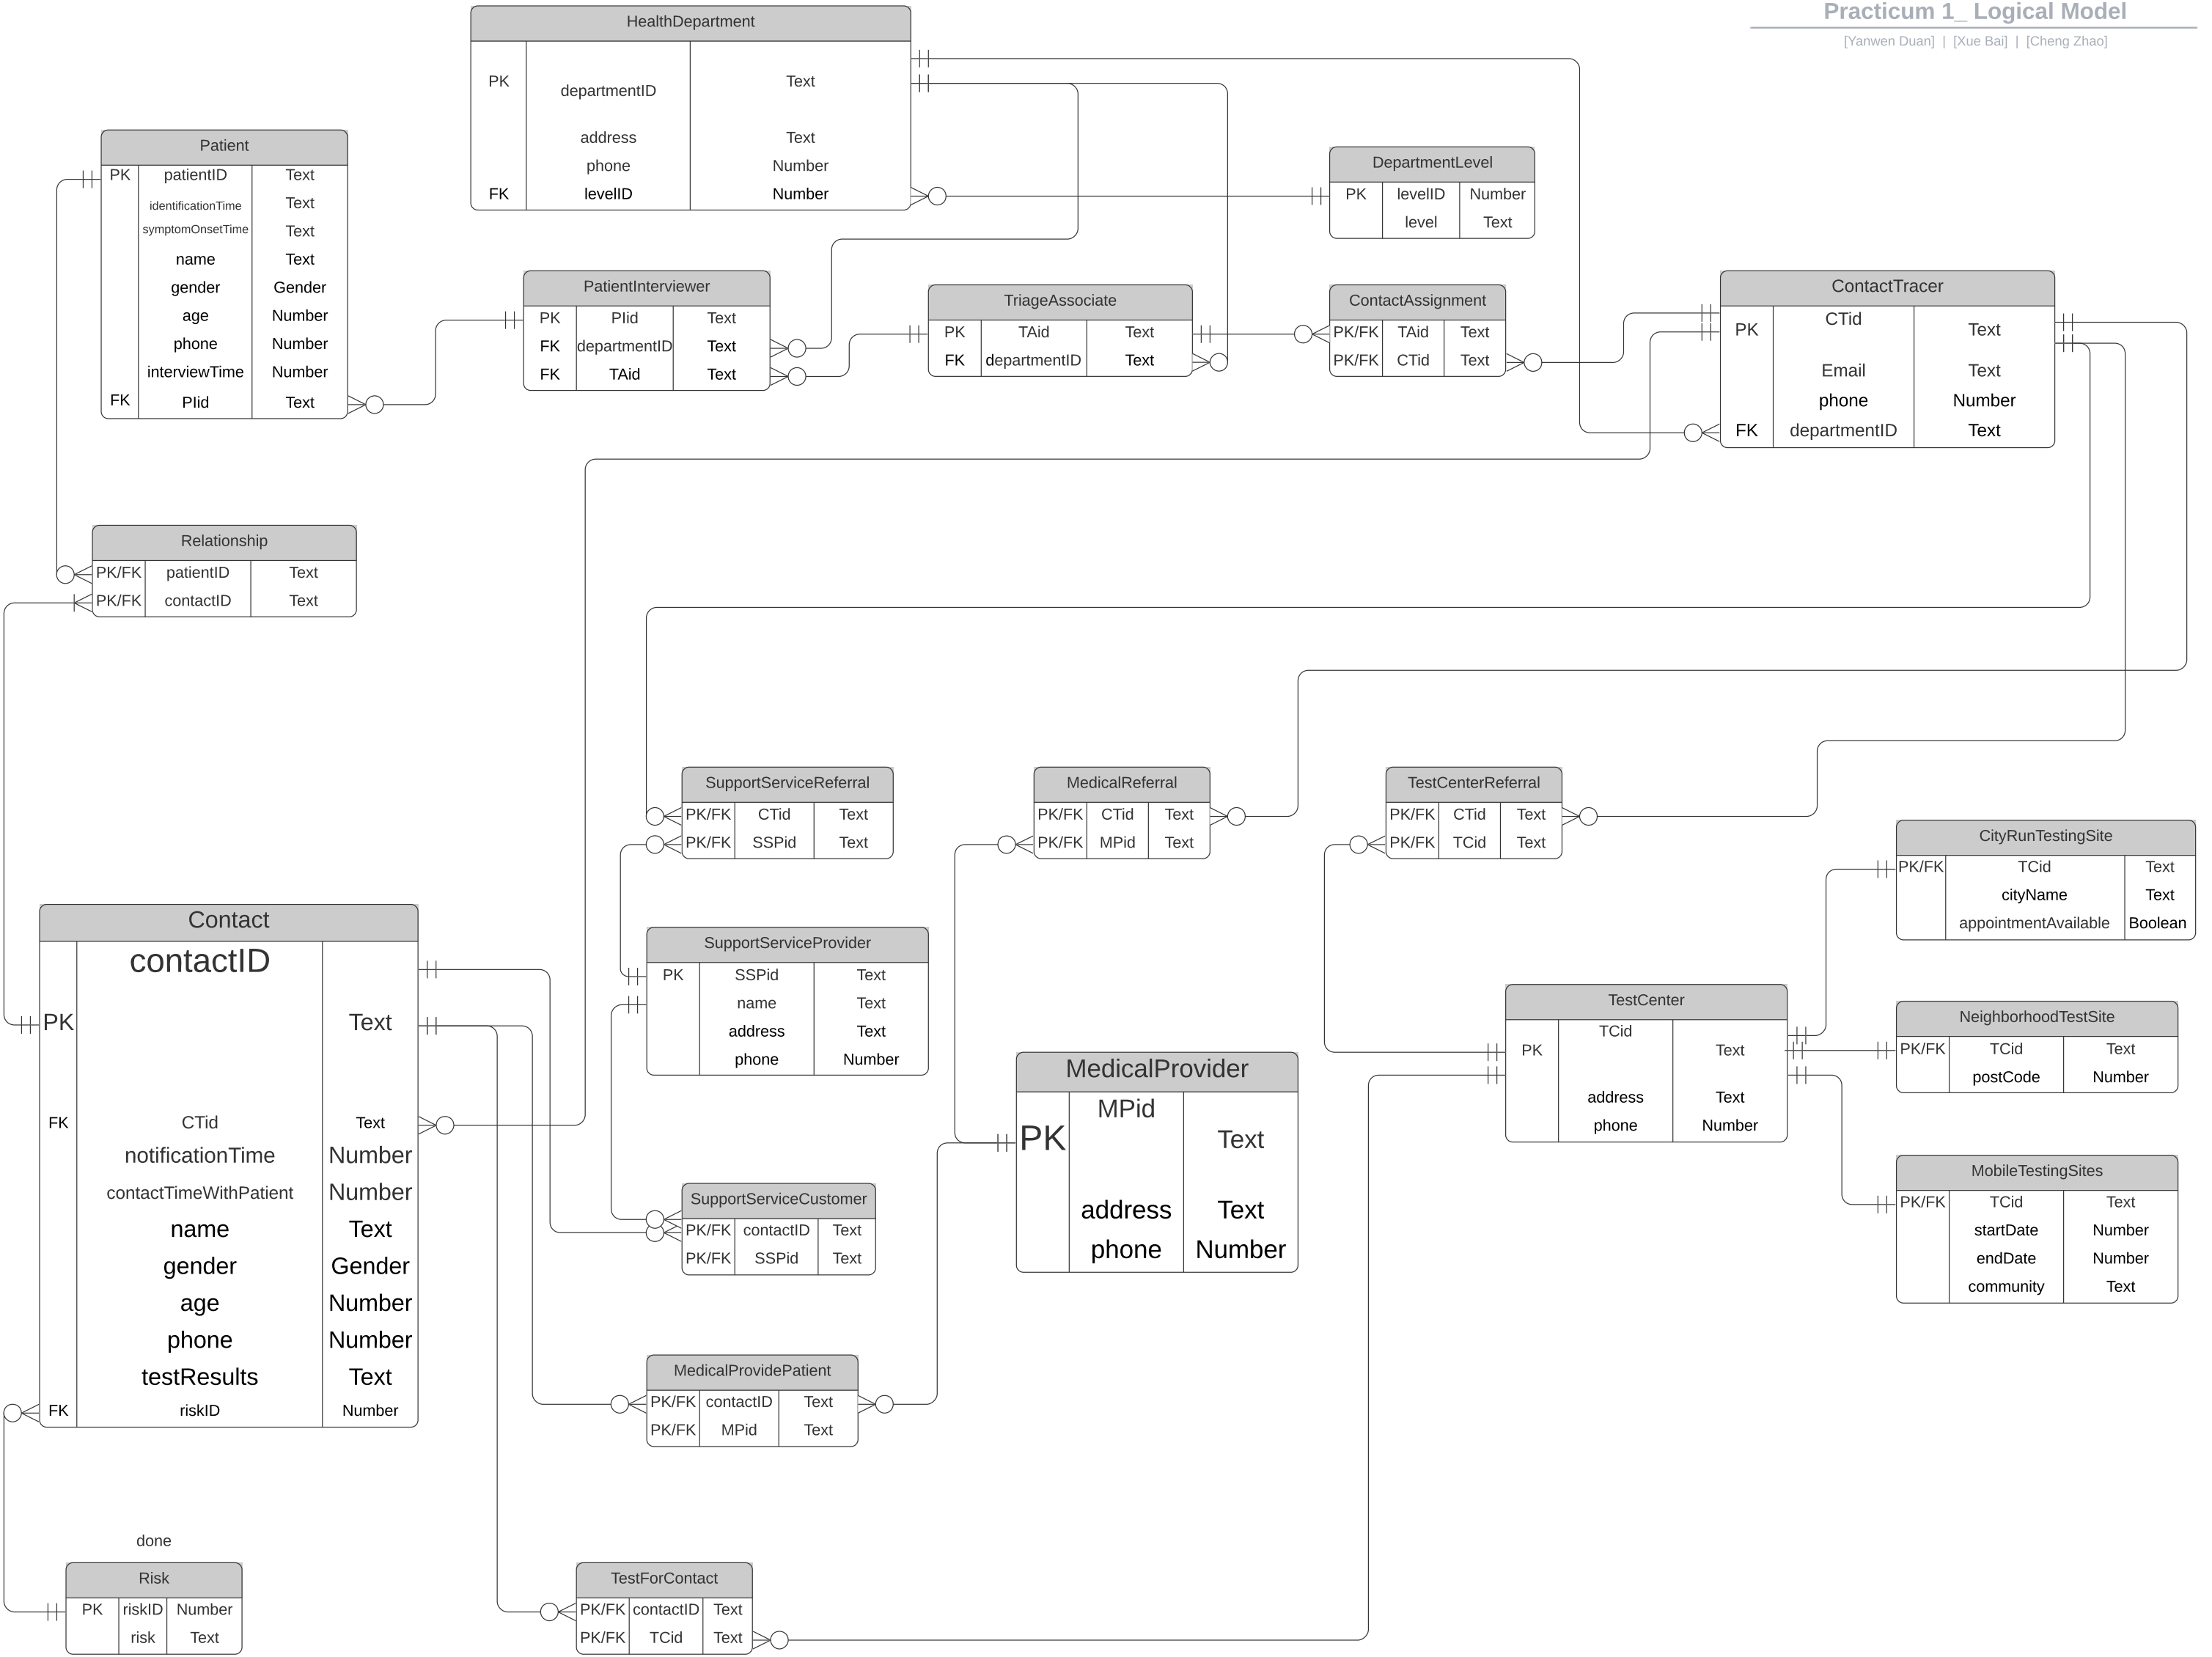 Practicum 1_ Logical Model
[Yanwen Duan] | [Xue Bai] | [Cheng Zhao]
HealthDepartment
PK departmentID Text
address Text
phone Number
FK levelID Number
Patient
PK patientID Text
identificationTime Text
symptomOnsetTime Text
name Text
gender Gender
age Number
phone Number
interviewTime Number
FK PIid Text
DepartmentLevel
PK levelID Number
level Text
PatientInterviewer
PK PIid Text
FK departmentID Text
FK TAid Text
TriageAssociate
PK TAid Text
FK departmentID Text
ContactAssignment
PK/FK TAid Text
PK/FK CTid Text
ContactTracer
PK CTid Text
Email Text
phone Number
FK departmentID Text
Relationship
PK/FK patientID Text
PK/FK contactID Text
SupportServiceReferral
PK/FK CTid Text
PK/FK SSPid Text
MedicalReferral
PK/FK CTid Text
PK/FK MPid Text
TestCenterReferral
PK/FK CTid Text
PK/FK TCid Text
CityRunTestingSite
PK/FK TCid Text
cityName Text
appointmentAvailable Boolean
Contact
PK contactID Text
FK CTid Text
notificationTime Number
contactTimeWithPatient Number
name Text
gender Gender
age Number
phone Number
testResults Text
FK riskID Number
SupportServiceProvider
PK SSPid Text
name Text
address Text
phone Number
TestCenter
PK TCid Text
address Text
phone Number
NeighborhoodTestSite
PK/FK TCid Text
postCode Number
MedicalProvider
PK MPid Text
address Text
phone Number
MobileTestingSites
PK/FK TCid Text
startDate Number
endDate Number
community Text
SupportServiceCustomer
PK/FK contactID Text
PK/FK SSPid Text
MedicalProvidePatient
PK/FK contactID Text
PK/FK MPid Text
done
Risk
PK riskID Number
risk Text
TestForContact
PK/FK contactID Text
PK/FK TCid Text